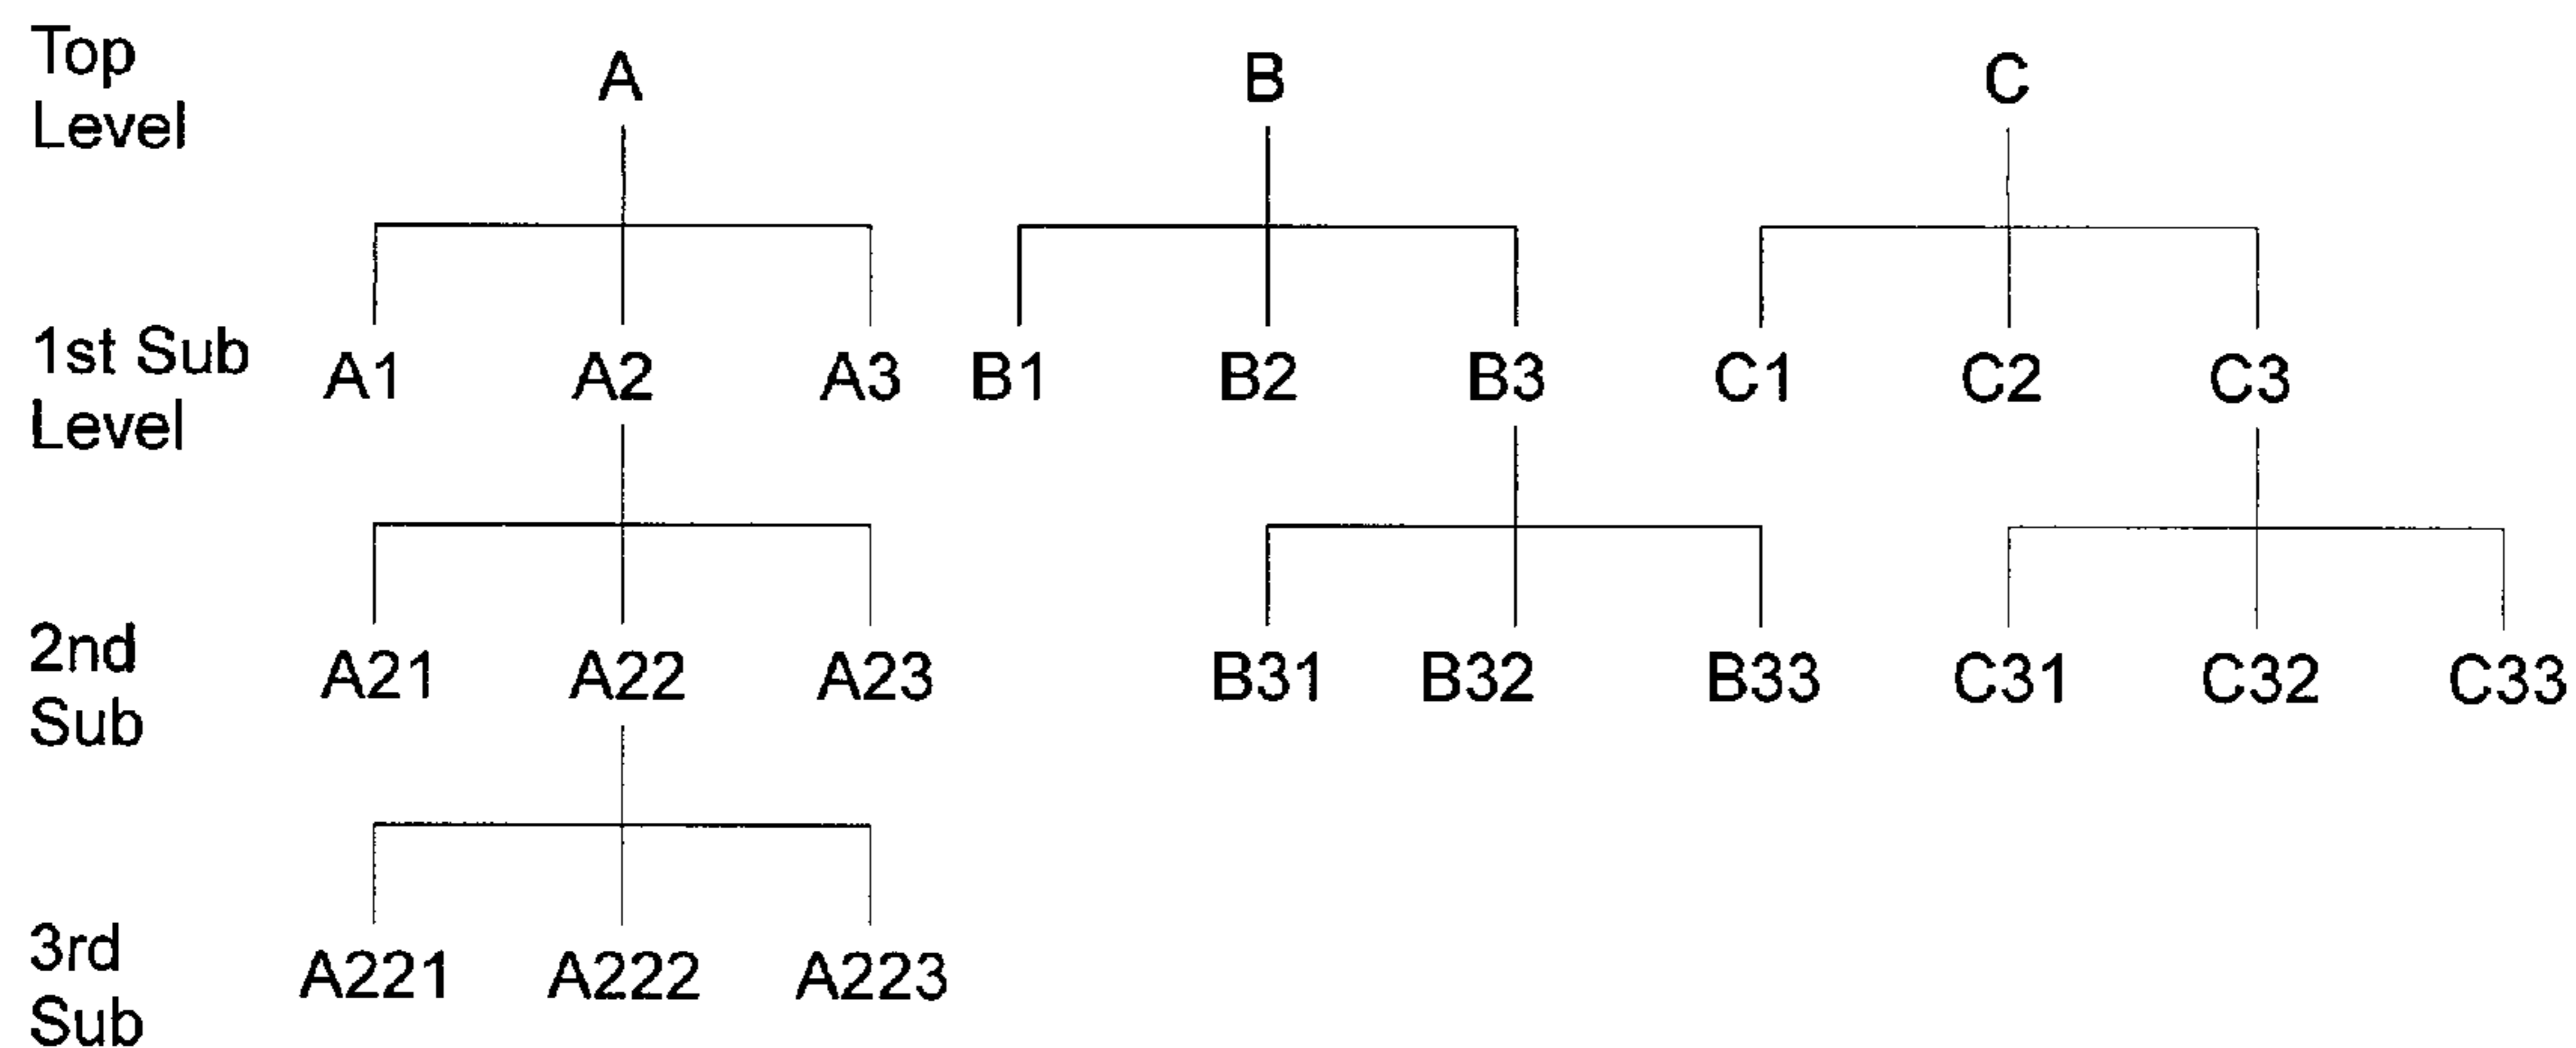 Top
Level
A B C
1st Sub
Level
A1 A2 A3 B1 B2 B3 C1 C2 C3
2nd
Sub
A21 A22 A23 B31 B32 B33 C31 C32 C33
3rd
Sub
A221 A222 A223